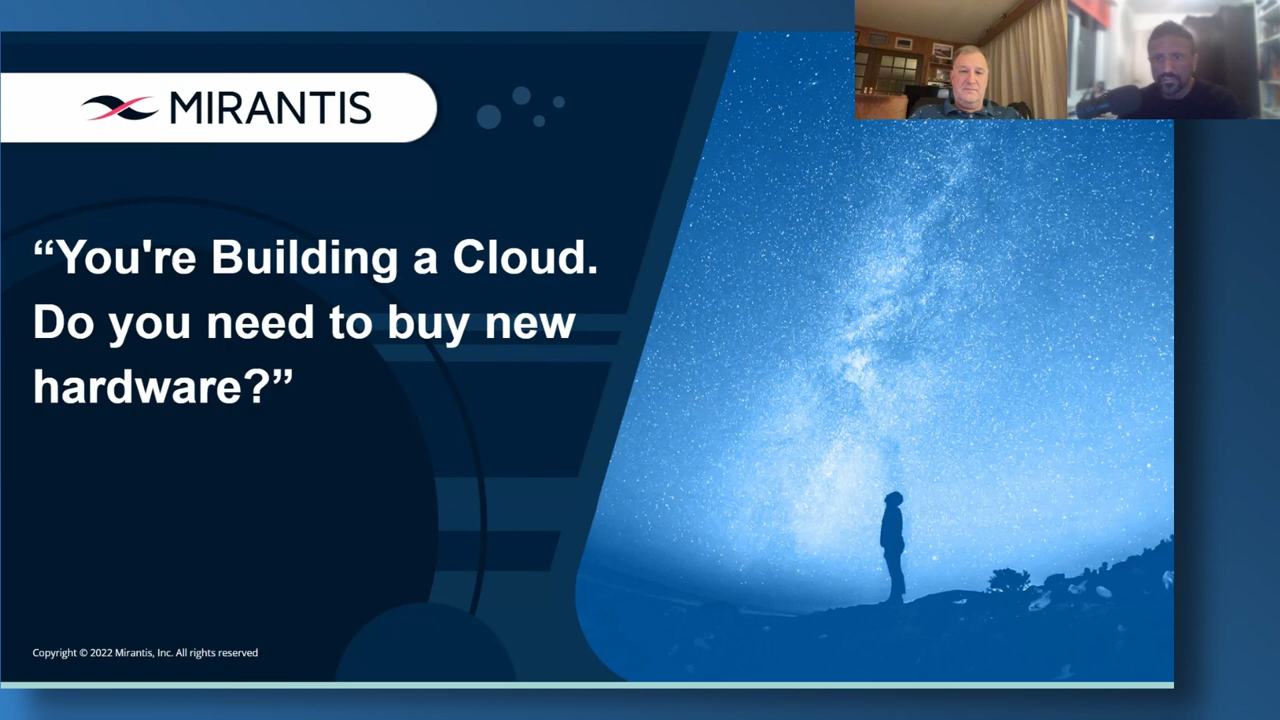 MIRANTIS
“You're Building a Cloud.
Do you need to buy new
hardware?”
Copyright © 2022 Mirantis, Inc. All rights reserved